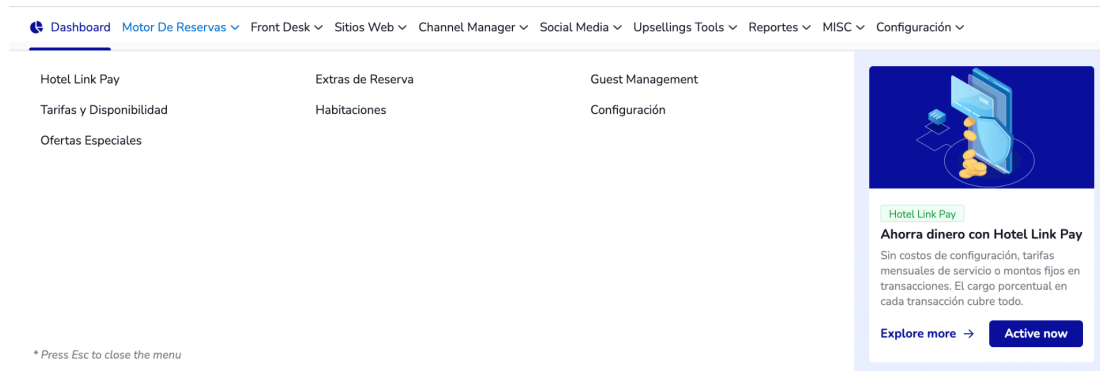 Dashboard Motor De Reservas Front Desk Sitios Web Channel Manager Social Media Upsellings Tools Reportes MISC Configuración
Hotel Link Pay Extras de Reserva Guest Management
Tarifas y Disponibilidad Habitaciones Configuración
Ofertas Especiales
* Press Esc to close the menu
Hotel Link Pay
Ahorra dinero con Hotel Link Pay
Sin costos de configuración, tarifas
mensuales de servicio o montos fijos en
transacciones. El cargo porcentual en
cada transacción cubre todo.
Explore more → Active now